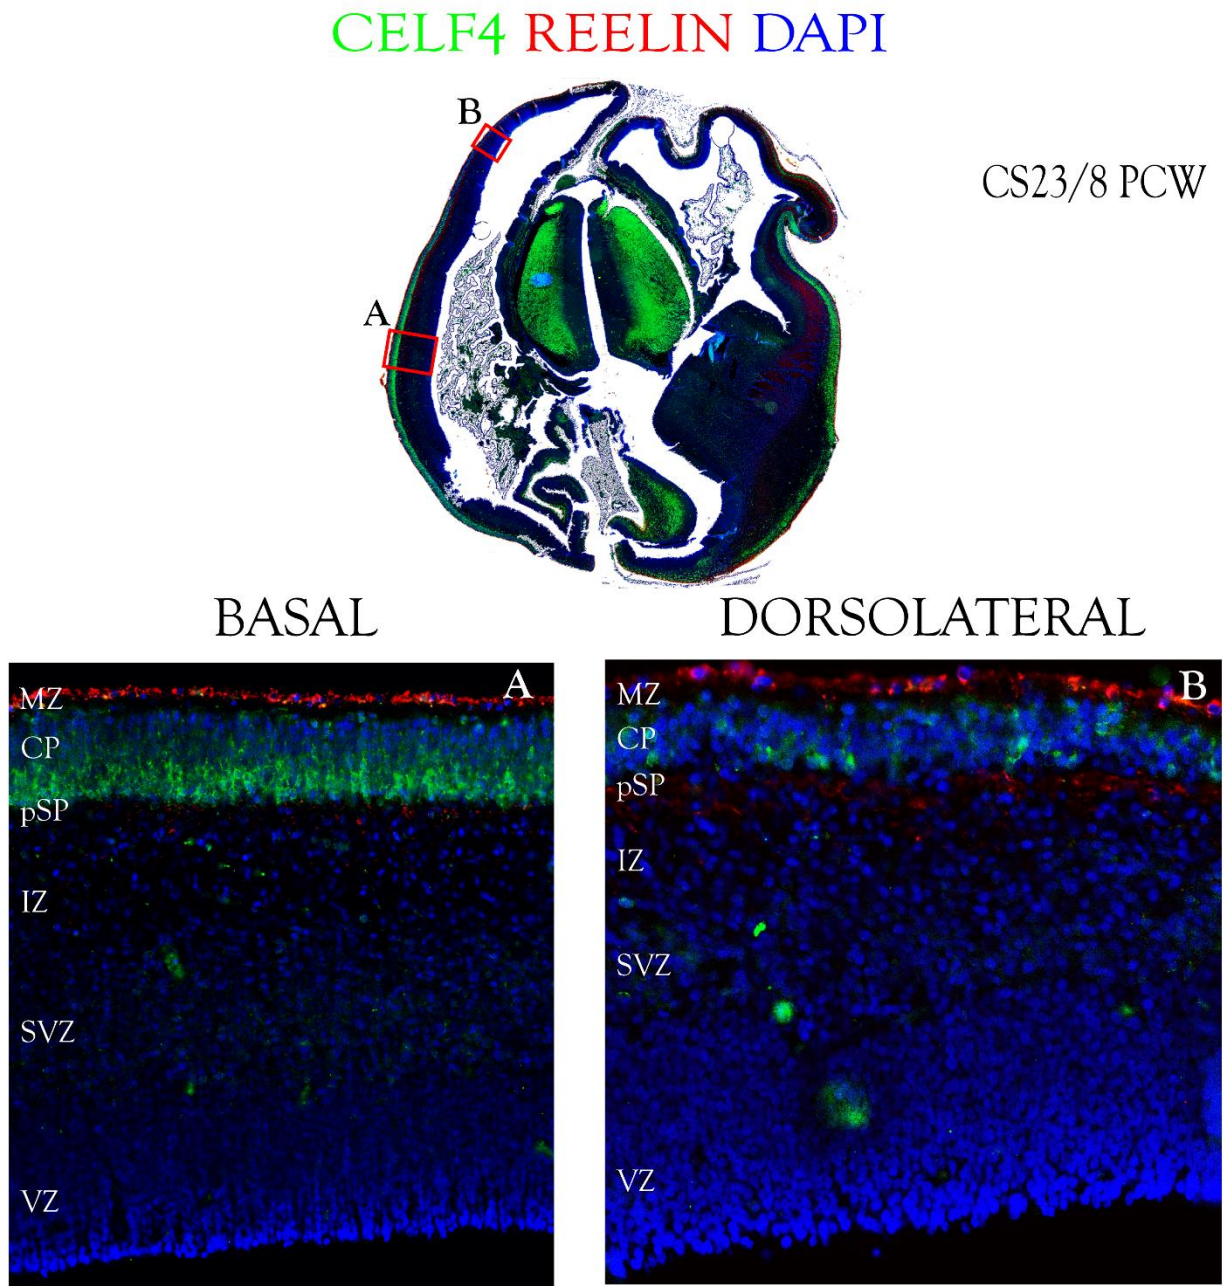 CELF4 REELIN DAPI
B
CS23/8 PCW
A
BASAL
DORSOLATERAL
A
MZ
CP
pSP
IZ
SVZ
VZ
B
MZ
CP
pSP
IZ
SVZ
VZ